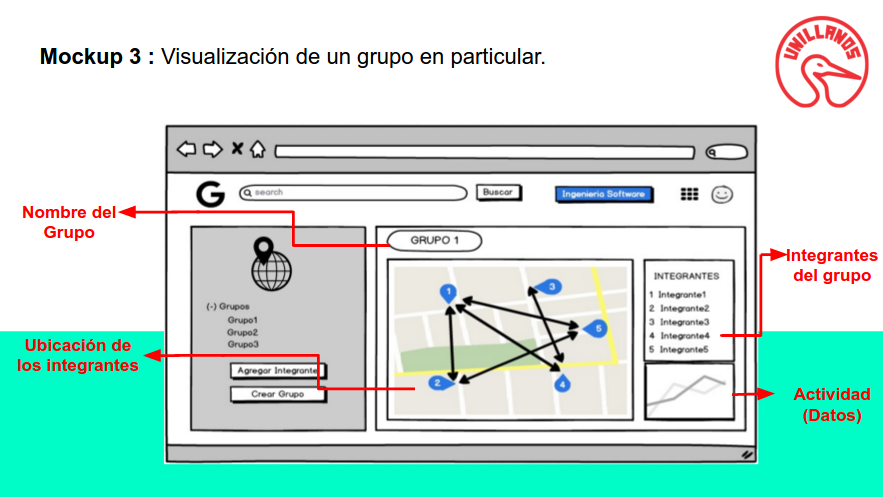 Mockup 3 : Visualización de un grupo en particular.
UNILLANOS
G
search
Buscar
Ingenieria Software
Nombre del
Grupo
GRUPO 1
(-) Grupos
Grupo1
Grupo2
Grupo3
Agregar Integrante
Crear Grupo
1
3
5
2
4
INTEGRANTES
1 Integrante1
2 Integrante2
3 Integrante3
4 Integrante4
5 Integrante5
Integrantes
del grupo
Ubicación de
los integrantes
Actividad
(Datos)